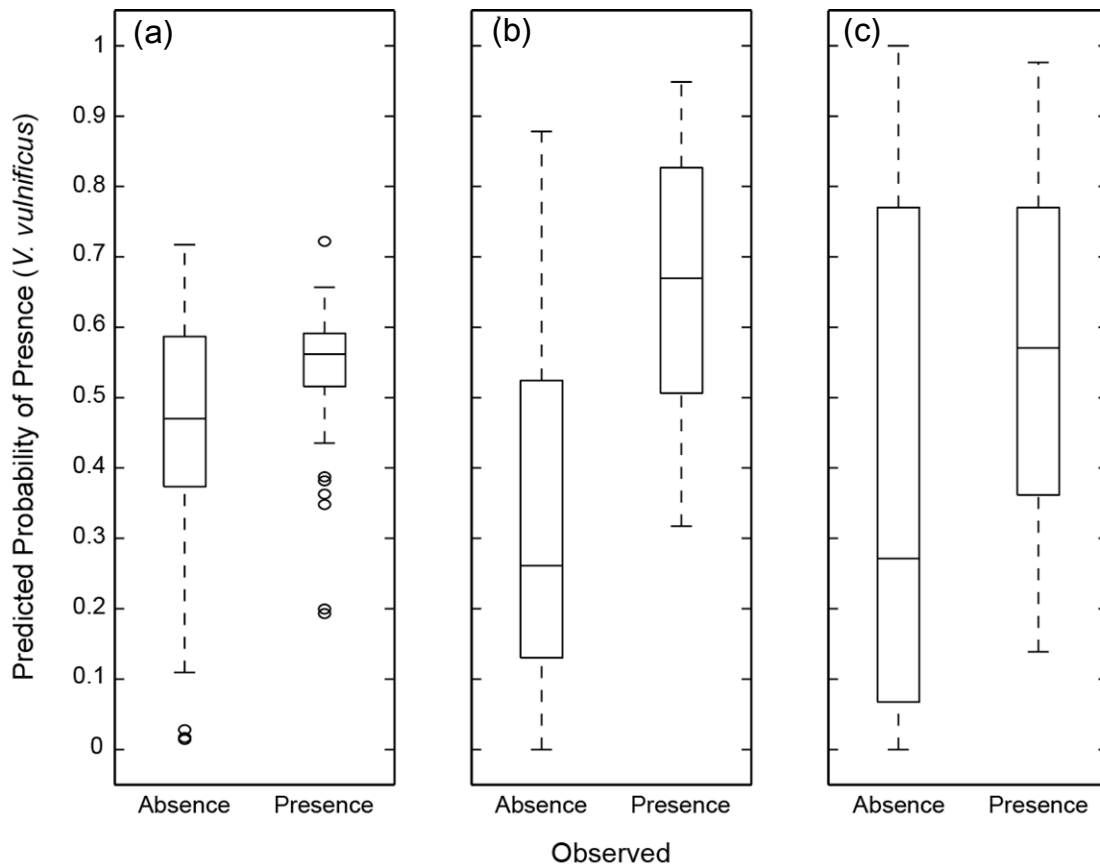 (a)
(b)
(c)
Predicted Probability of Presnce (V. vulnificus)
1
0.9
0.8
0.7
0.6
0.5
0.4
0.3
0.2
0.1
0
Absence Presence
Absence Presence
Absence Presence
Observed